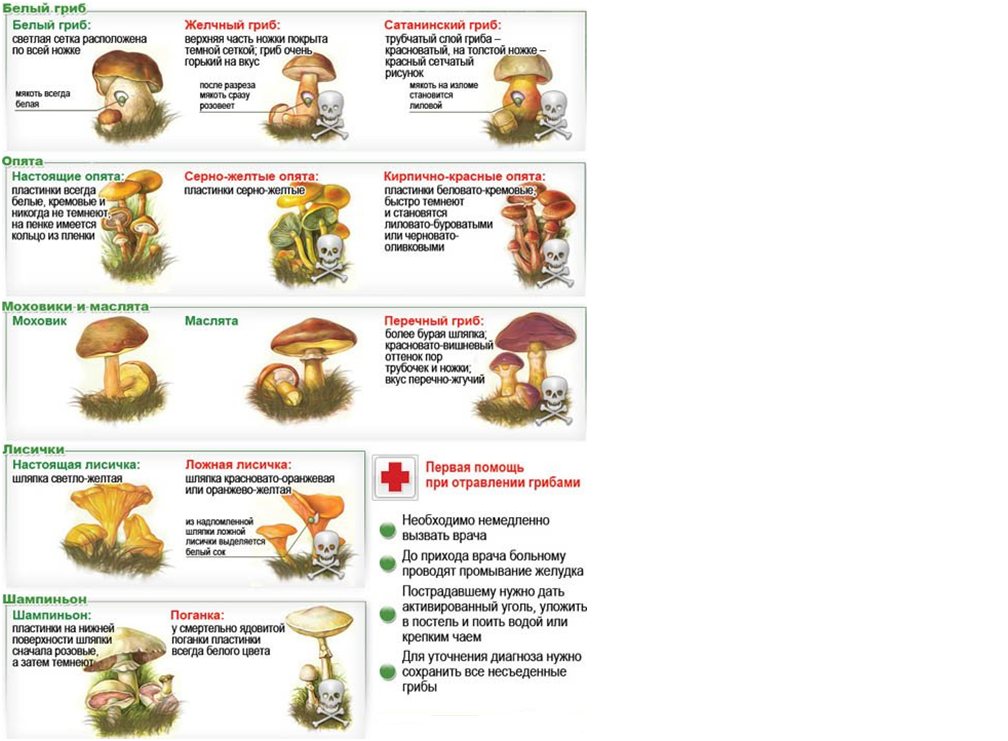 Белый гриб
Белый гриб:
светлая сетка расположена
по всей ножке
мякоть всегда
белая
Желчный гриб:
верхняя часть ножки покрыта
темной сеткой; гриб очень
горький на вкус
после разреза
мякоть сразу
розовеет
Сатанинский гриб:
трубчатый слой гриба –
красноватый, на толстой ножке –
красный сетчатый
рисунок
мякоть на изломе
становится
лиловой
Опята
Настоящие опята:
пластинки всегда
белые, кремовые и
никогда не темнеют,
на пенке имеется
кольцо из пленки
Серно-желтые опята:
пластинки серно-желтые
Кирпично-красные опята:
пластинки беловато-кремовые,
быстро темнеют
и становятся
лиловато-буроватыми
или черновато-
оливковыми
Моховики и маслята
Моховик
Маслята
Перечный гриб:
более бурая шляпка;
красновато-вишневый
оттенок пор
трубочек и ножки;
вкус перечно-жгучий
Лисички
Настоящая лисичка:
шляпка светло-желтая
Ложная лисичка:
шляпка красновато-оранжевая
или оранжево-желтая
из надломленной
шляпки ложной
лисички выделяется
белый сок
Шампиньон
Шампиньон:
пластинки на нижней
поверхности шляпки
сначала розовые,
а затем темнеют
Поганка:
у смертельно ядовитой
поганки пластинки
всегда белого цвета
Первая помощь
при отравлении грибами
Необходимо немедленно
вызвать врача
До прихода врача больному
проводят промывание желудка
Пострадавшему нужно дать
активированный уголь, уложить
в постель и поить водой или
крепким чаем
Для уточнения диагноза нужно
сохранить все несъеденные
грибы